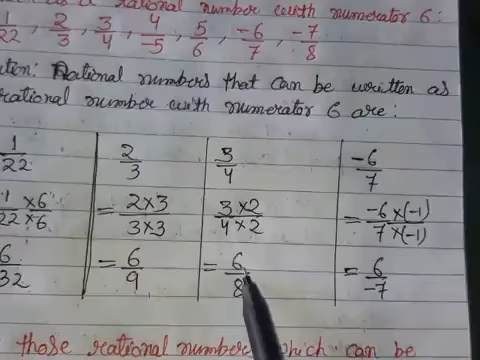 as a rational number with numerator 6:
1/22, 2/3, 3/4, 4/-5, 5/6, -6/7, -7/8
Rational numbers that can be written as
rational number with numerator 6 are:
1/22 2/3 3/4 -6/7
1×6/22×6 = 2×3/3×3 3×2/4×2 = -6×(-1)/7×(-1)
6/32 = 6/9 = 6/8 = 6/-7
those rational numbers which can be